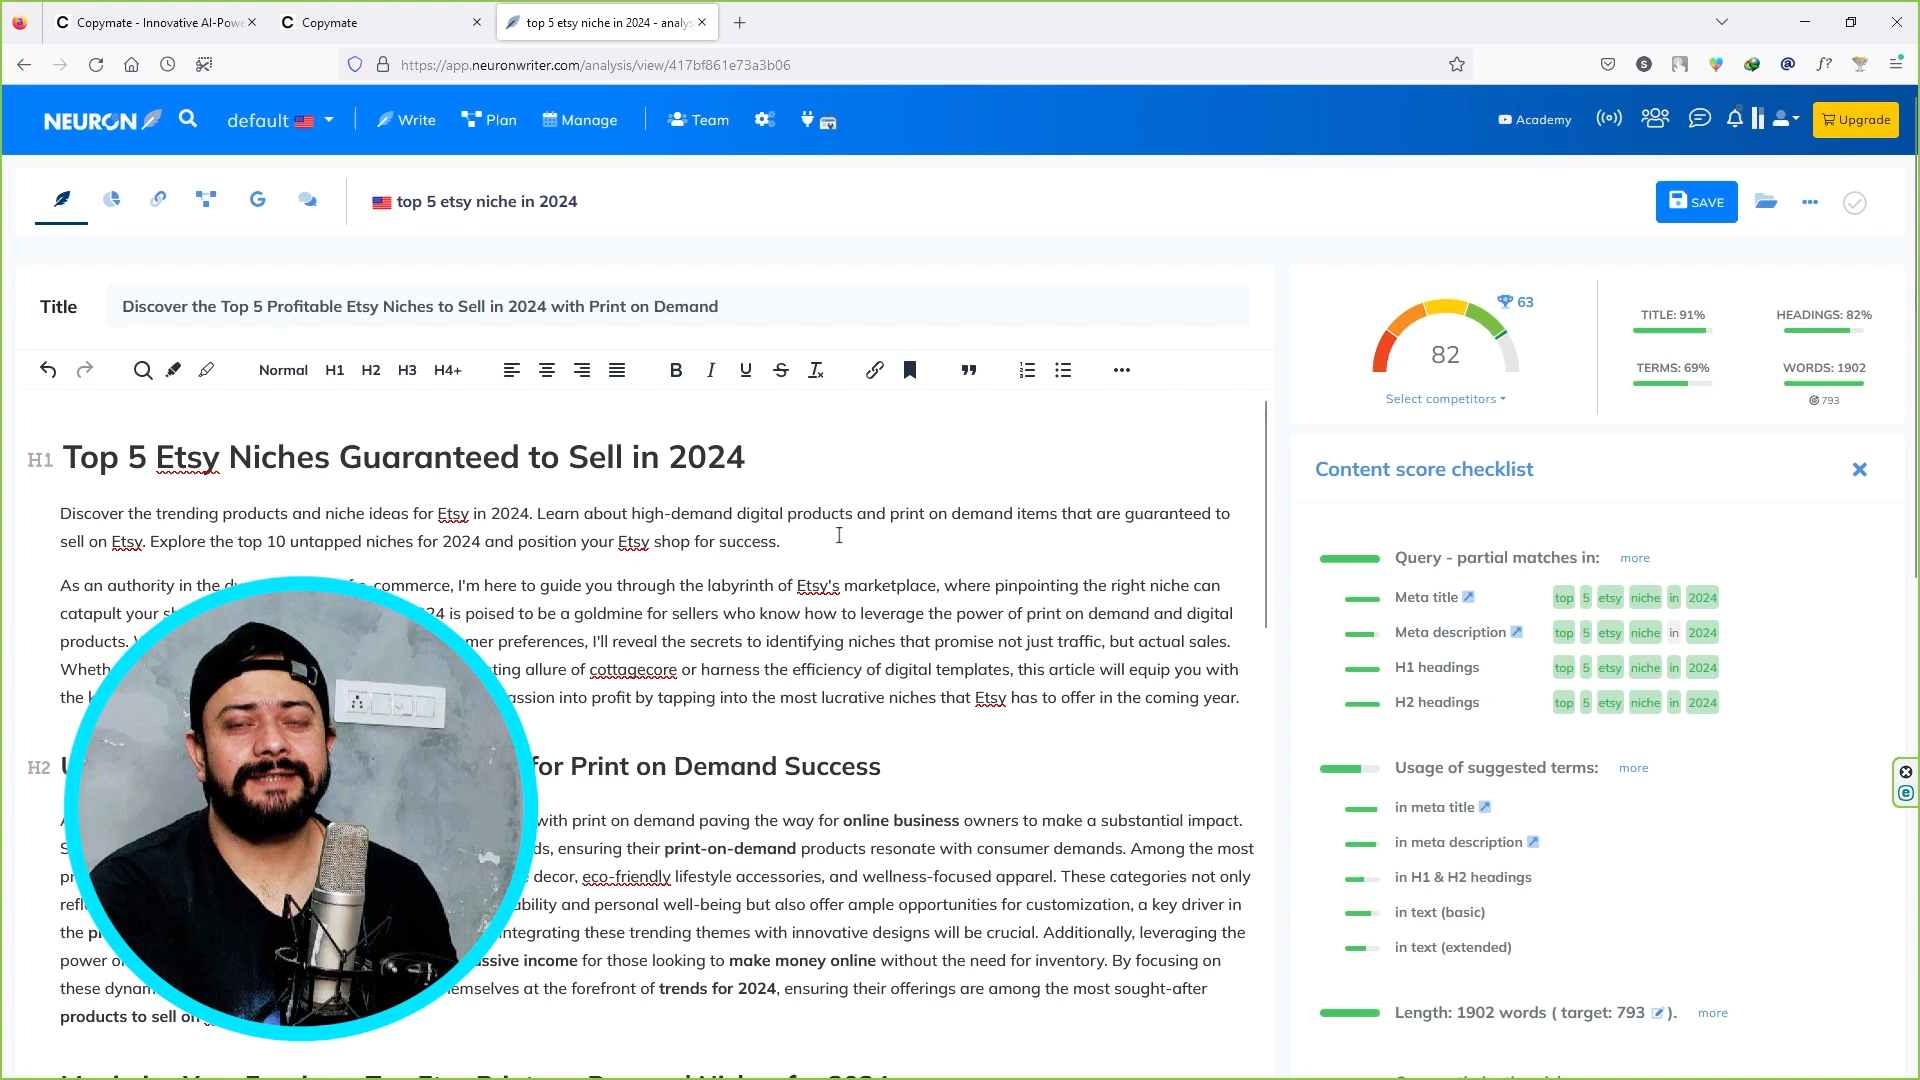 Copymate - Innovative AI-Powe
Copymate
top 5 etsy niche in 2024 - analys
https://app.neuronwriter.com/analysis/view/417bf861e73a3b06
NEURON
default
Write
Plan
Manage
Team
Academy
Upgrade
top 5 etsy niche in 2024
SAVE
Title
Discover the Top 5 Profitable Etsy Niches to Sell in 2024 with Print on Demand
Normal H1 H2 H3 H4+
H1 Top 5 Etsy Niches Guaranteed to Sell in 2024
Discover the trending products and niche ideas for Etsy in 2024. Learn about high-demand digital products and print on demand items that are guaranteed to
sell on Etsy. Explore the top 10 untapped niches for 2024 and position your Etsy shop for success.
As an authority in the commerce, I'm here to guide you through the labyrinth of Etsy's marketplace, where pinpointing the right niche can
catapult your is poised to be a goldmine for sellers who know how to leverage the power of print on demand and digital
products. preferences, I'll reveal the secrets to identifying niches that promise not just traffic, but actual sales.
allure of cottagecore or harness the efficiency of digital templates, this article will equip you with
the into profit by tapping into the most lucrative niches that Etsy has to offer in the coming year.
H2 for Print on Demand Success
with print on demand paving the way for online business owners to make a substantial impact.
ensuring their print-on-demand products resonate with consumer demands. Among the most
decor, eco-friendly lifestyle accessories, and wellness-focused apparel. These categories not only
and personal well-being but also offer ample opportunities for customization, a key driver in
the integrating these trending themes with innovative designs will be crucial. Additionally, leveraging the
power income for those looking to make money online without the need for inventory. By focusing on
these at the forefront of trends for 2024, ensuring their offerings are among the most sought-after
products to sell on
63
82
Select competitors
TITLE: 91%
HEADINGS: 82%
TERMS: 69%
WORDS: 1902
793
Content score checklist
Query - partial matches in: more
Meta title top 5 etsy niche in 2024
Meta description top 5 etsy niche in 2024
H1 headings top 5 etsy niche in 2024
H2 headings top 5 etsy niche in 2024
Usage of suggested terms: more
in meta title
in meta description
in H1 & H2 headings
in text (basic)
in text (extended)
Length: 1902 words ( target: 793 ). more